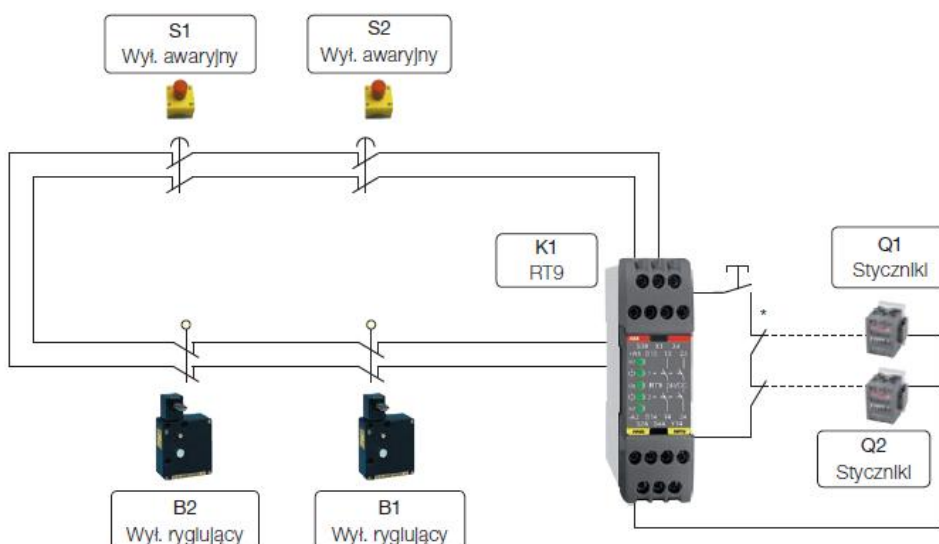 S1
Wył. awaryjny
S2
Wył. awaryjny
K1
RT9
*
Q1
Styczniki
Q2
Styczniki
B2
Wył. ryglujący
B1
Wył. ryglujący